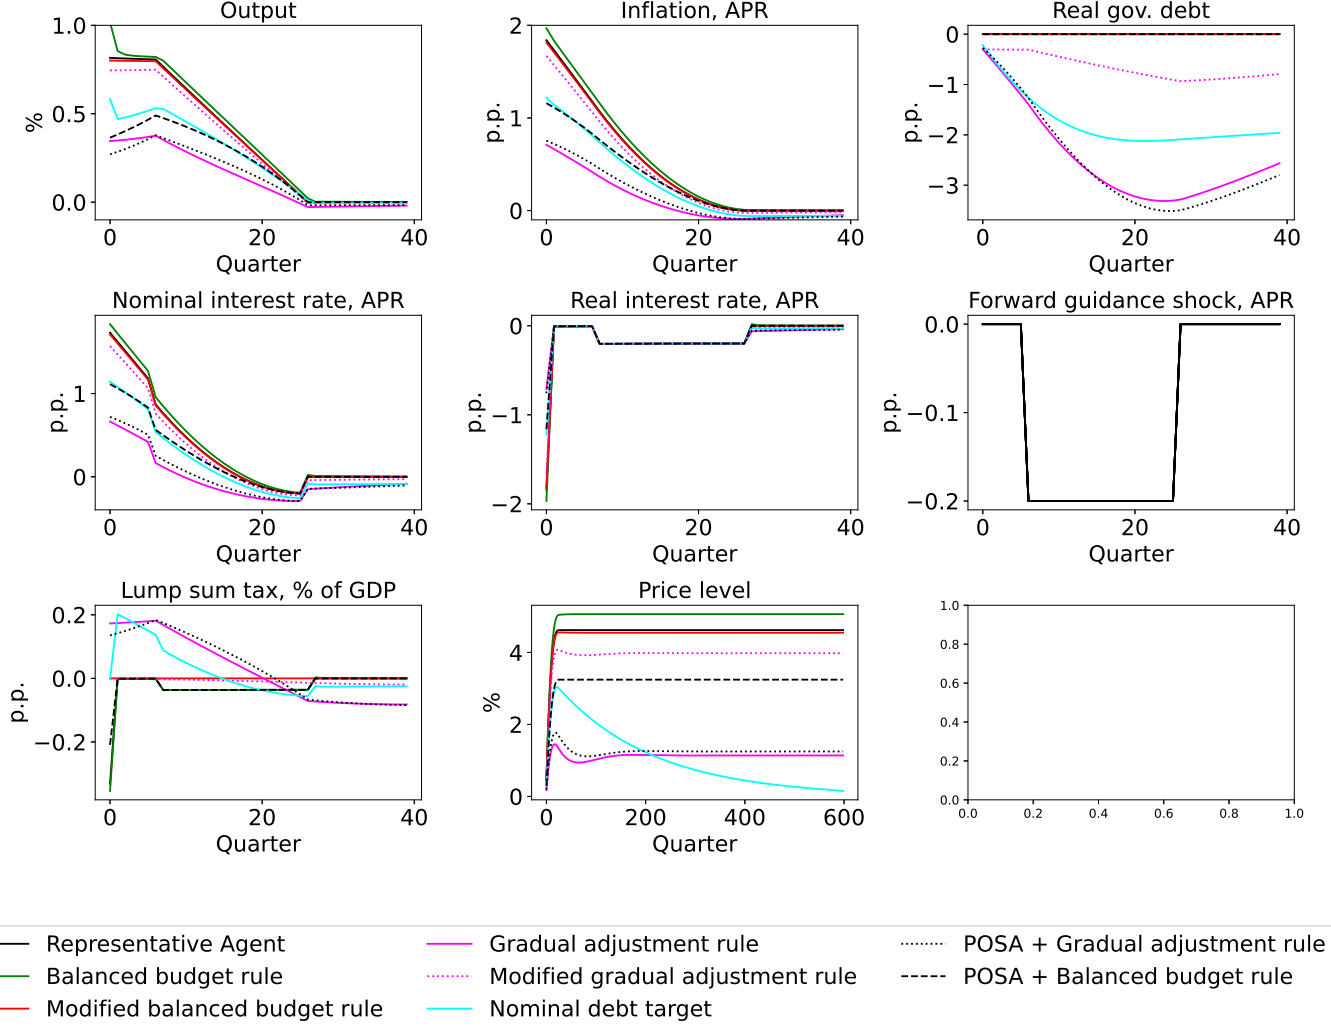 Output
Inflation, APR
Real gov. debt
1.0
0.5
0.0
%
0
20
40
Quarter
2
1
0
p.p.
0
20
40
Quarter
0
−1
−2
−3
p.p.
0
20
40
Quarter
Nominal interest rate, APR
Real interest rate, APR
Forward guidance shock, APR
1
0
p.p.
0
20
40
Quarter
0
−1
−2
p.p.
0
20
40
Quarter
0.0
−0.1
−0.2
p.p.
0
20
40
Quarter
Lump sum tax, % of GDP
Price level
0.2
0.0
−0.2
p.p.
0
20
40
Quarter
4
2
0
%
0
200
400
600
Quarter
1.0
0.8
0.6
0.4
0.2
0.0
0.0
0.2
0.4
0.6
0.8
1.0
Representative Agent
Balanced budget rule
Modified balanced budget rule
Gradual adjustment rule
Modified gradual adjustment rule
Nominal debt target
POSA + Gradual adjustment rule
POSA + Balanced budget rule